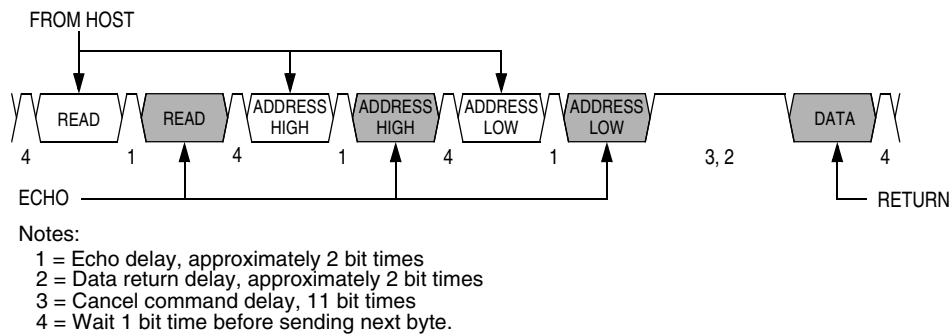 FROM HOST
READ
READ
ADDRESS
HIGH
ADDRESS
HIGH
ADDRESS
LOW
ADDRESS
LOW
DATA
4 1 4 1 4 1 3, 2 4
ECHO
RETURN
Notes:
1 = Echo delay, approximately 2 bit times
2 = Data return delay, approximately 2 bit times
3 = Cancel command delay, 11 bit times
4 = Wait 1 bit time before sending next byte.